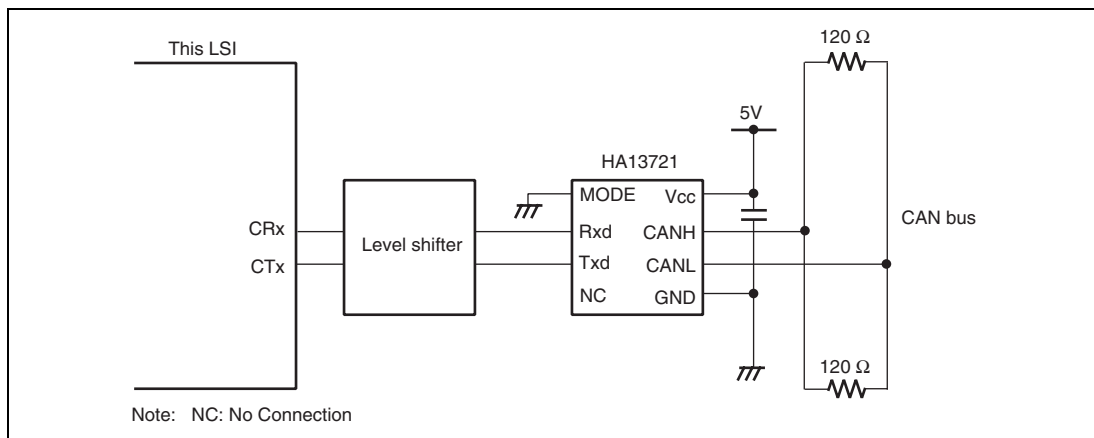 120 Ω
This LSI
5V
HA13721
MODE
Vcc
CAN bus
CRx
Level shifter
Rxd
CANH
CTx
Txd
CANL
NC
GND
120 Ω
Note: NC: No Connection